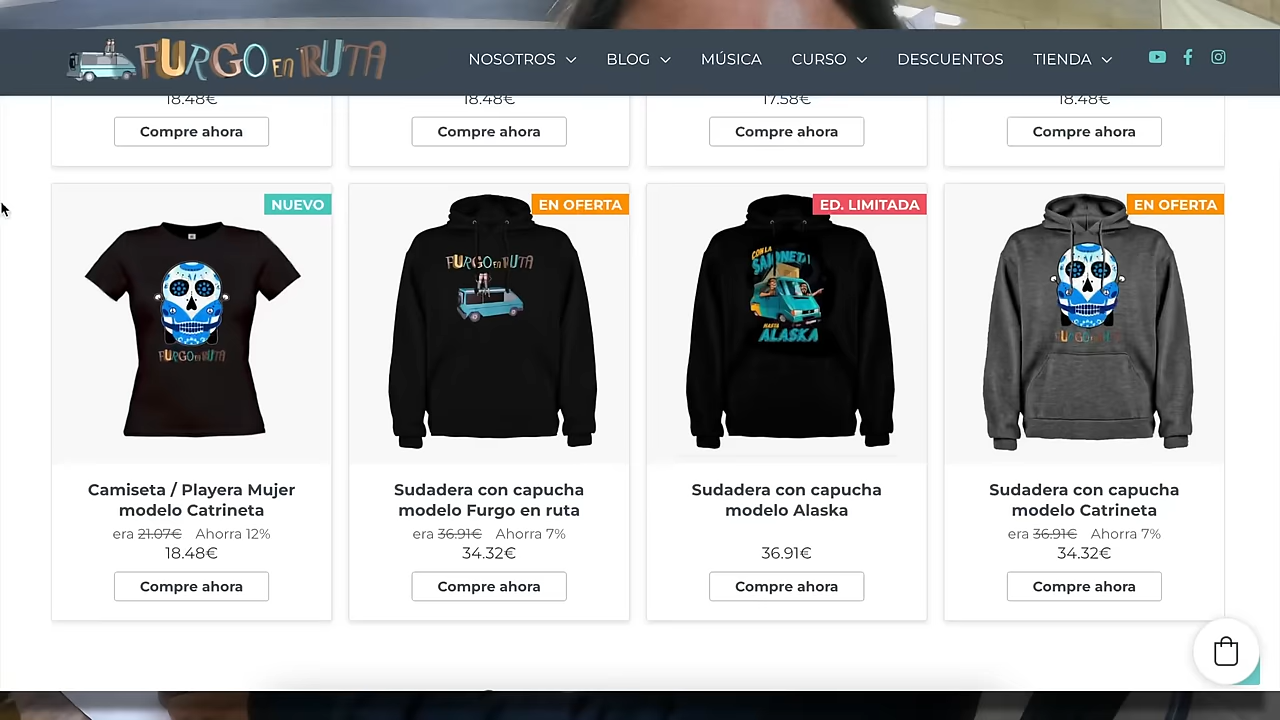 FURGO EN RUTA
NOSOTROS BLOG MÚSICA CURSO DESCUENTOS TIENDA
18.48€ 18.48€ 17.58€ 18.48€
Compre ahora Compre ahora Compre ahora Compre ahora
NUEVO EN OFERTA ED. LIMITADA EN OFERTA
FURGO EN RUTA
CON LA
HASTA
ALASKA
FURGO EN RUTA
Camiseta / Playera Mujer
modelo Catrineta
era 21.07€ Ahorra 12%
18.48€
Compre ahora
Sudadera con capucha
modelo Furgo en ruta
era 36.91€ Ahorra 7%
34.32€
Compre ahora
Sudadera con capucha
modelo Alaska
36.91€
Compre ahora
Sudadera con capucha
modelo Catrineta
era 36.91€ Ahorra 7%
34.32€
Compre ahora